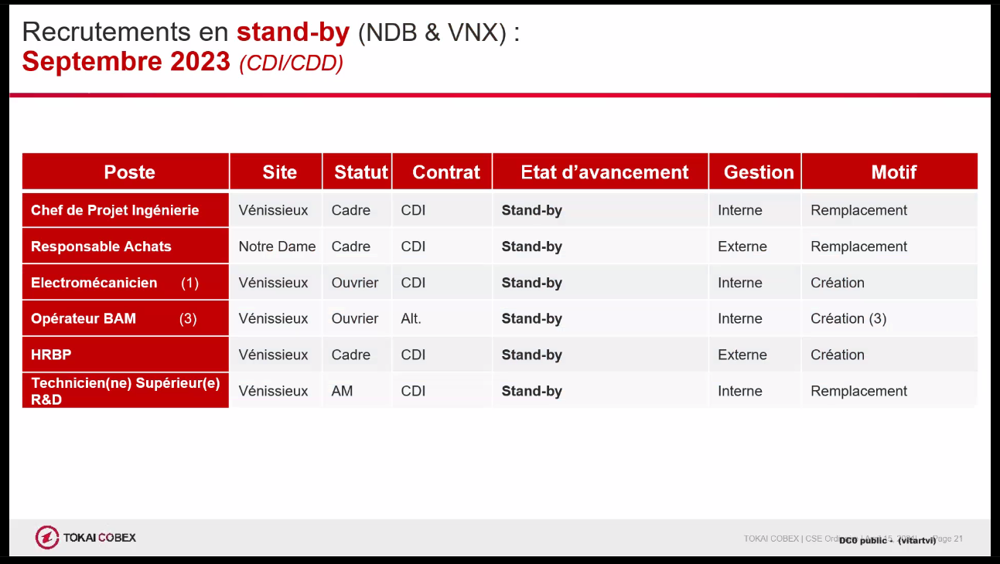 Recrutements en stand-by (NDB & VNX) :
Septembre 2023 (CDI/CDD)
Poste Site Statut Contrat Etat d’avancement Gestion Motif
Chef de Projet Ingénierie Vénissieux Cadre CDI Stand-by Interne Remplacement
Responsable Achats Notre Dame Cadre CDI Stand-by Externe Remplacement
Electromécanicien (1) Vénissieux Ouvrier CDI Stand-by Interne Création
Opérateur BAM (3) Vénissieux Ouvrier Alt. Stand-by Interne Création (3)
HRBP Vénissieux Cadre CDI Stand-by Externe Création
Technicien(ne) Supérieur(e)
R&D Vénissieux AM CDI Stand-by Interne Remplacement
TOKAI COBEX
TOKAI COBEX | CSE Page 21
DC0 public - (vitartvi)